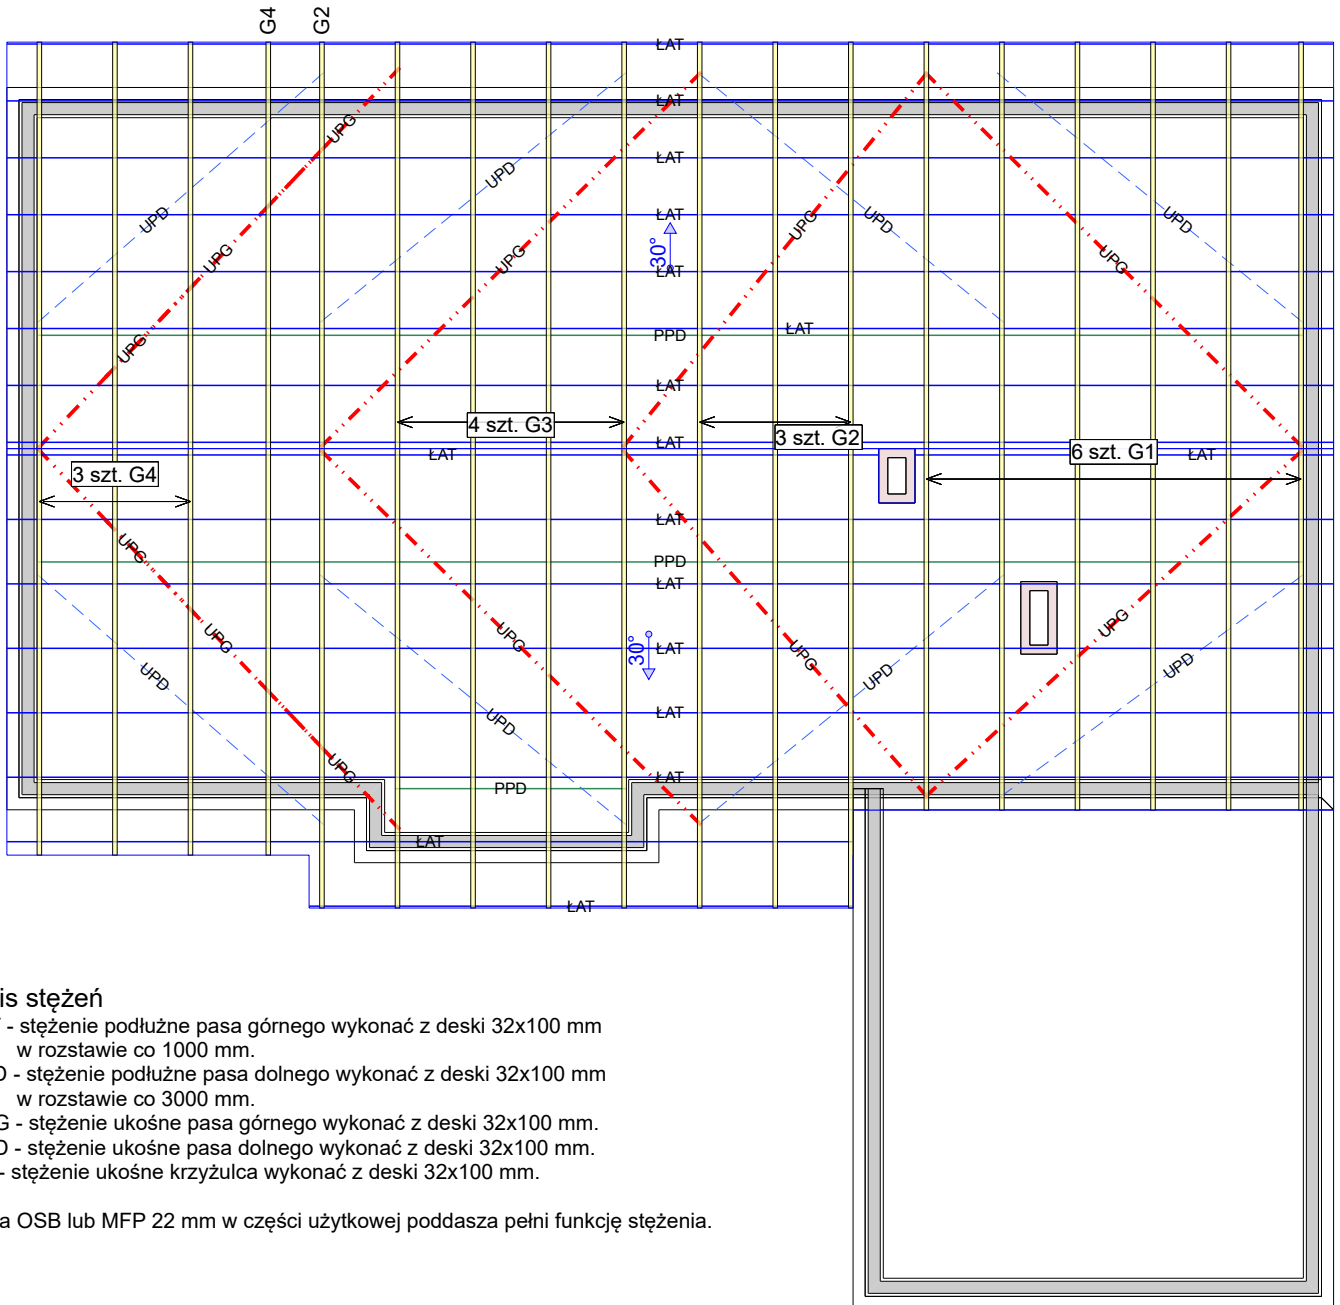 G4
G2
ŁAT
ŁAT
UPG
ŁAT
UPD
UPD
ŁAT
UPD
UPD
UPG
30°
UPG
UPG
UPG
ŁAT
ŁAT
PPD
UPG
ŁAT
4 szt. G3
3 szt. G2
ŁAT
6 szt. G1
ŁAT
ŁAT
3 szt. G4
ŁAT
UPG
PPD
ŁAT
UPG
UPG
UPG
30°
ŁAT
UPG
UPD
UPD
UPD
UPD
ŁAT
UPG
ŁAT
PPD
ŁAT
ŁAT
is stężeń
- stężenie podłużne pasa górnego wykonać z deski 32x100 mm
w rozstawie co 1000 mm.
D - stężenie podłużne pasa dolnego wykonać z deski 32x100 mm
w rozstawie co 3000 mm.
G - stężenie ukośne pasa górnego wykonać z deski 32x100 mm.
D - stężenie ukośne pasa dolnego wykonać z deski 32x100 mm.
- stężenie ukośne krzyżulca wykonać z deski 32x100 mm.
a OSB lub MFP 22 mm w części użytkowej poddasza pełni funkcję stężenia.